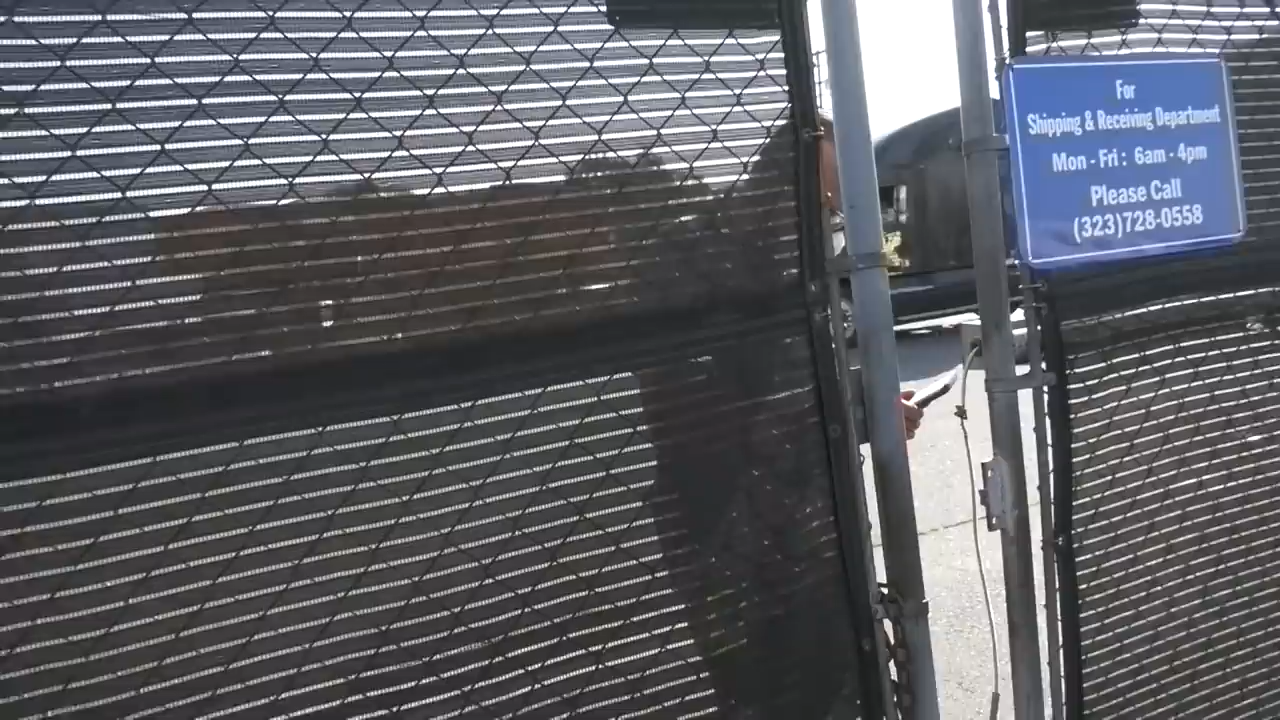 For
Shipping & Receiving Department
Mon - Fri : 6am - 4pm
Please Call
(323)728-0558